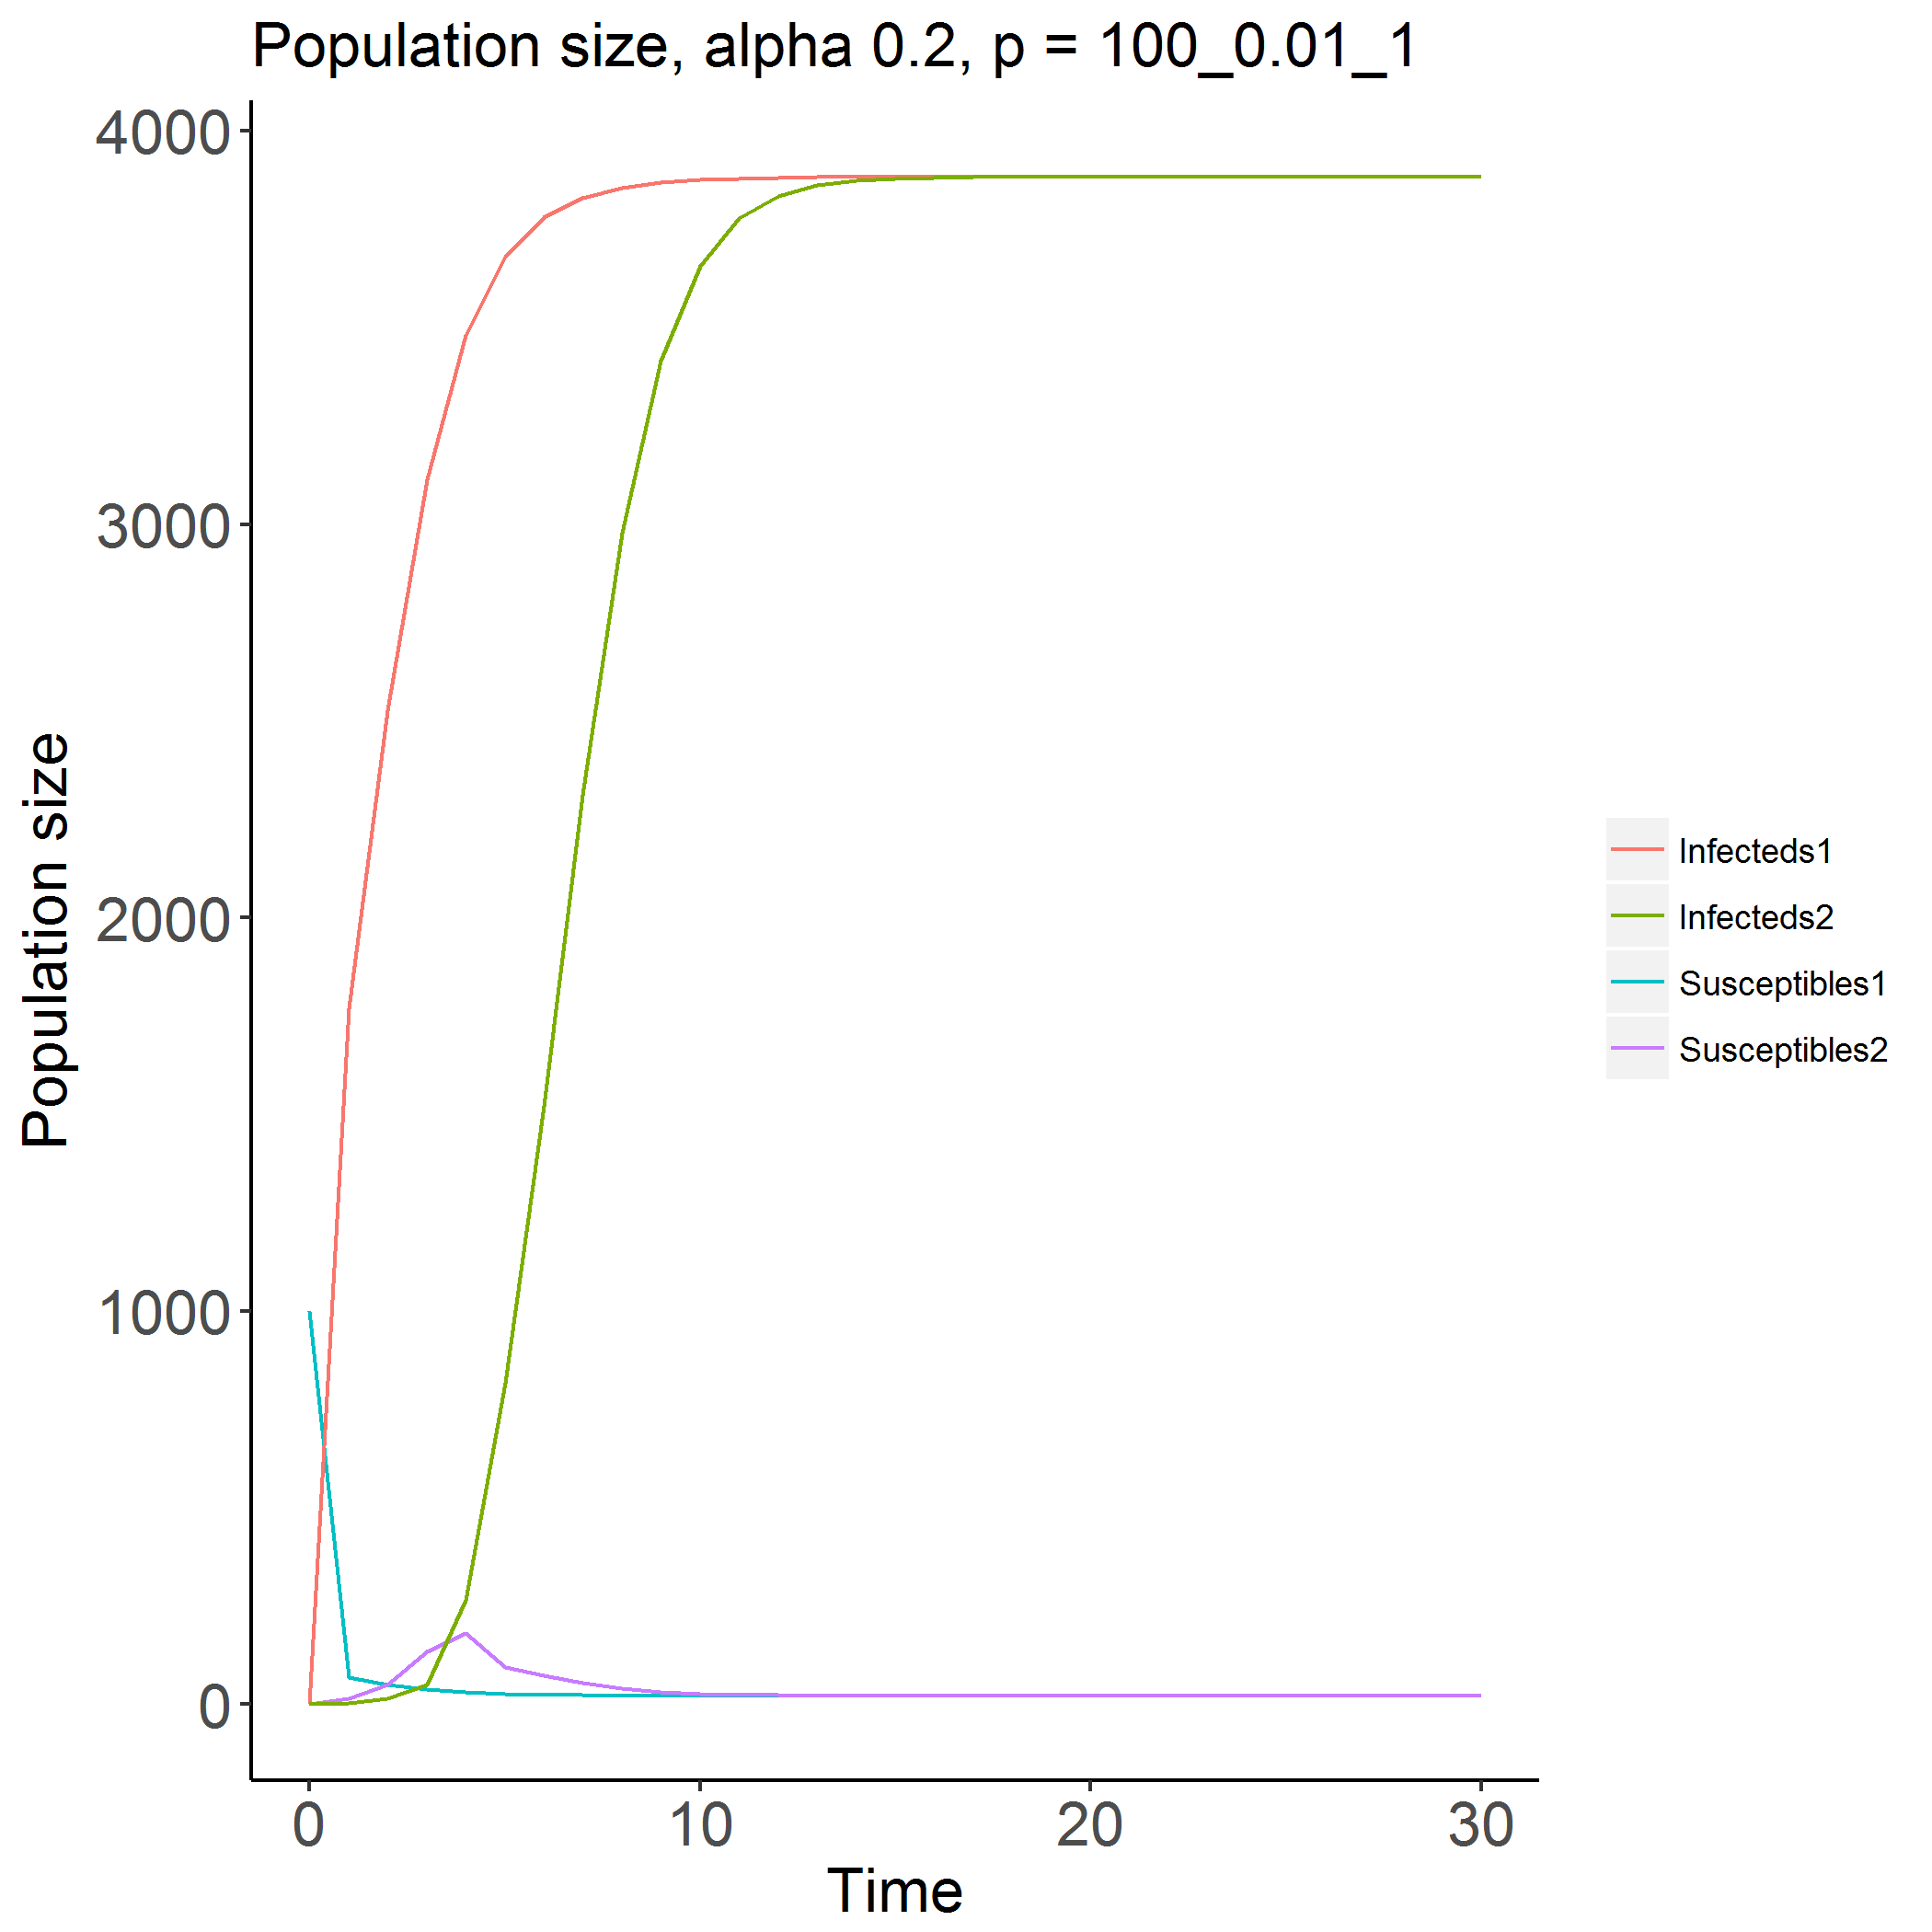 Population size, alpha 0.2, p = 100_0.01_1
4000
3000
2000
1000
0
Population size
0 10 20 30
Time
Infecteds1
Infecteds2
Susceptibles1
Susceptibles2